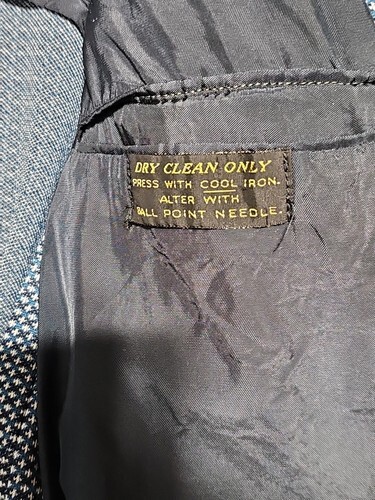 DRY CLEAN ONLY
PRESS WITH COOL IRON.
ALTER WITH
BALL POINT NEEDLE.